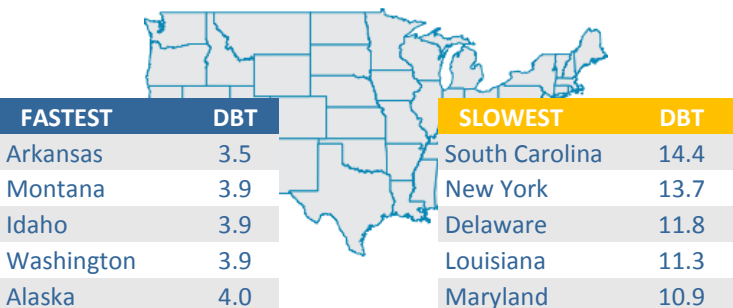 FASTEST DBT
Arkansas 3.5
Montana 3.9
Idaho 3.9
Washington 3.9
Alaska 4.0
SLOWEST DBT
South Carolina 14.4
New York 13.7
Delaware 11.8
Louisiana 11.3
Maryland 10.9